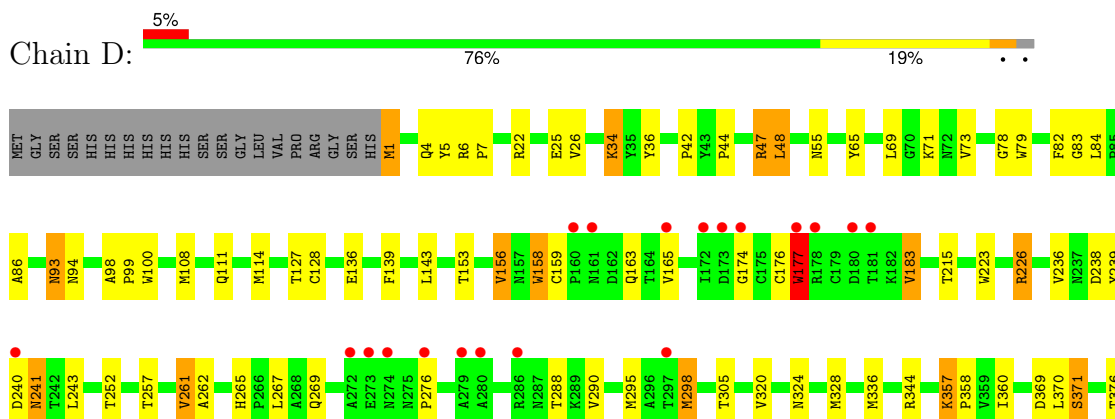 5%
Chain D:
76% 19% • •
MET GLY SER SER HIS HIS HIS HIS HIS HIS SER SER GLY LEU VAL PRO ARG GLY SER HIS M1 Q4 Y5 R6 P7 R22 E25 V26 K34 Y35 Y36 P42 Y43 P44 R47 L48 N55 Y65 L69 G70 K71 N72 V73 G78 W79 F82 G83 L84 P85
A86 N93 N94 A98 P99 W100 M108 Q111 M114 T127 C128 E136 F139 L143 T153 V156 N157 W158 C159 P160 N161 D162 Q163 T164 V165 I172 D173 G174 C175 C176 W177 R178 C179 D180 T181 K182 V183 T215 W223 R226 V236 N237 D238 Y239
D240 N241 T242 L243 T252 T257 V261 A262 H265 P266 L267 A268 Q269 A272 E273 N274 N275 P276 A279 A280 R286 N287 T288 K289 V290 M295 A296 T297 M298 T305 V320 N324 M328 M336 R344 K357 P358 V359 I360 D369 L370 S371